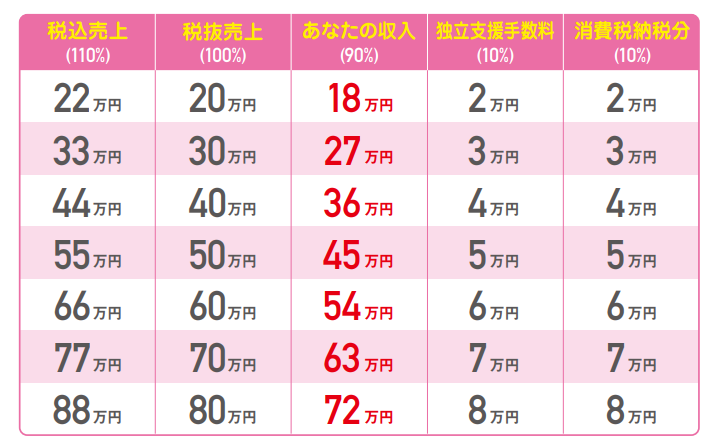 税込売上 税抜売上 あなたの収入 独立支援手数料 消費税納税分
(110%) (100%) (90%) (10%) (10%)
22万円 20万円 18万円 2万円 2万円
33万円 30万円 27万円 3万円 3万円
44万円 40万円 36万円 4万円 4万円
55万円 50万円 45万円 5万円 5万円
66万円 60万円 54万円 6万円 6万円
77万円 70万円 63万円 7万円 7万円
88万円 80万円 72万円 8万円 8万円